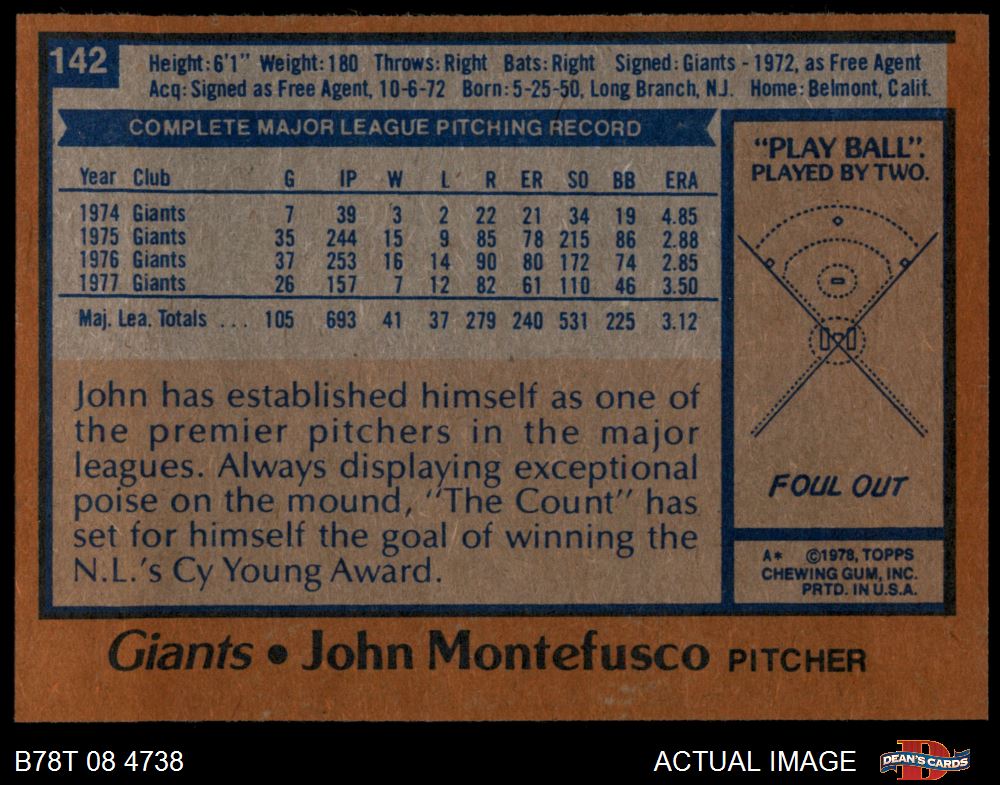 142
Height: 6'1" Weight: 180 Throws: Right Bats: Right Signed: Giants - 1972, as Free Agent
Acq: Signed as Free Agent, 10-6-72 Born: 5-25-50, Long Branch, N.J. Home: Belmont, Calif.
COMPLETE MAJOR LEAGUE PITCHING RECORD
Year Club G IP W L R ER SO BB ERA
1974 Giants 7 39 3 2 22 21 34 19 4.85
1975 Giants 35 244 15 9 85 78 215 86 2.88
1976 Giants 37 253 16 14 90 80 172 74 2.85
1977 Giants 26 157 7 12 82 61 110 46 3.50
Maj. Lea. Totals ... 105 693 41 37 279 240 531 225 3.12
John has established himself as one of
the premier pitchers in the major
leagues. Always displaying exceptional
poise on the mound, "The Count" has
set for himself the goal of winning the
N.L.'s Cy Young Award.
"PLAY BALL".
PLAYED BY TWO.
FOUL OUT
A* ©1978, TOPPS
CHEWING GUM, INC.
PRTD. IN U.S.A.
Giants • John Montefusco PITCHER
B78T 08 4738
ACTUAL IMAGE
DEAN'S CARDS